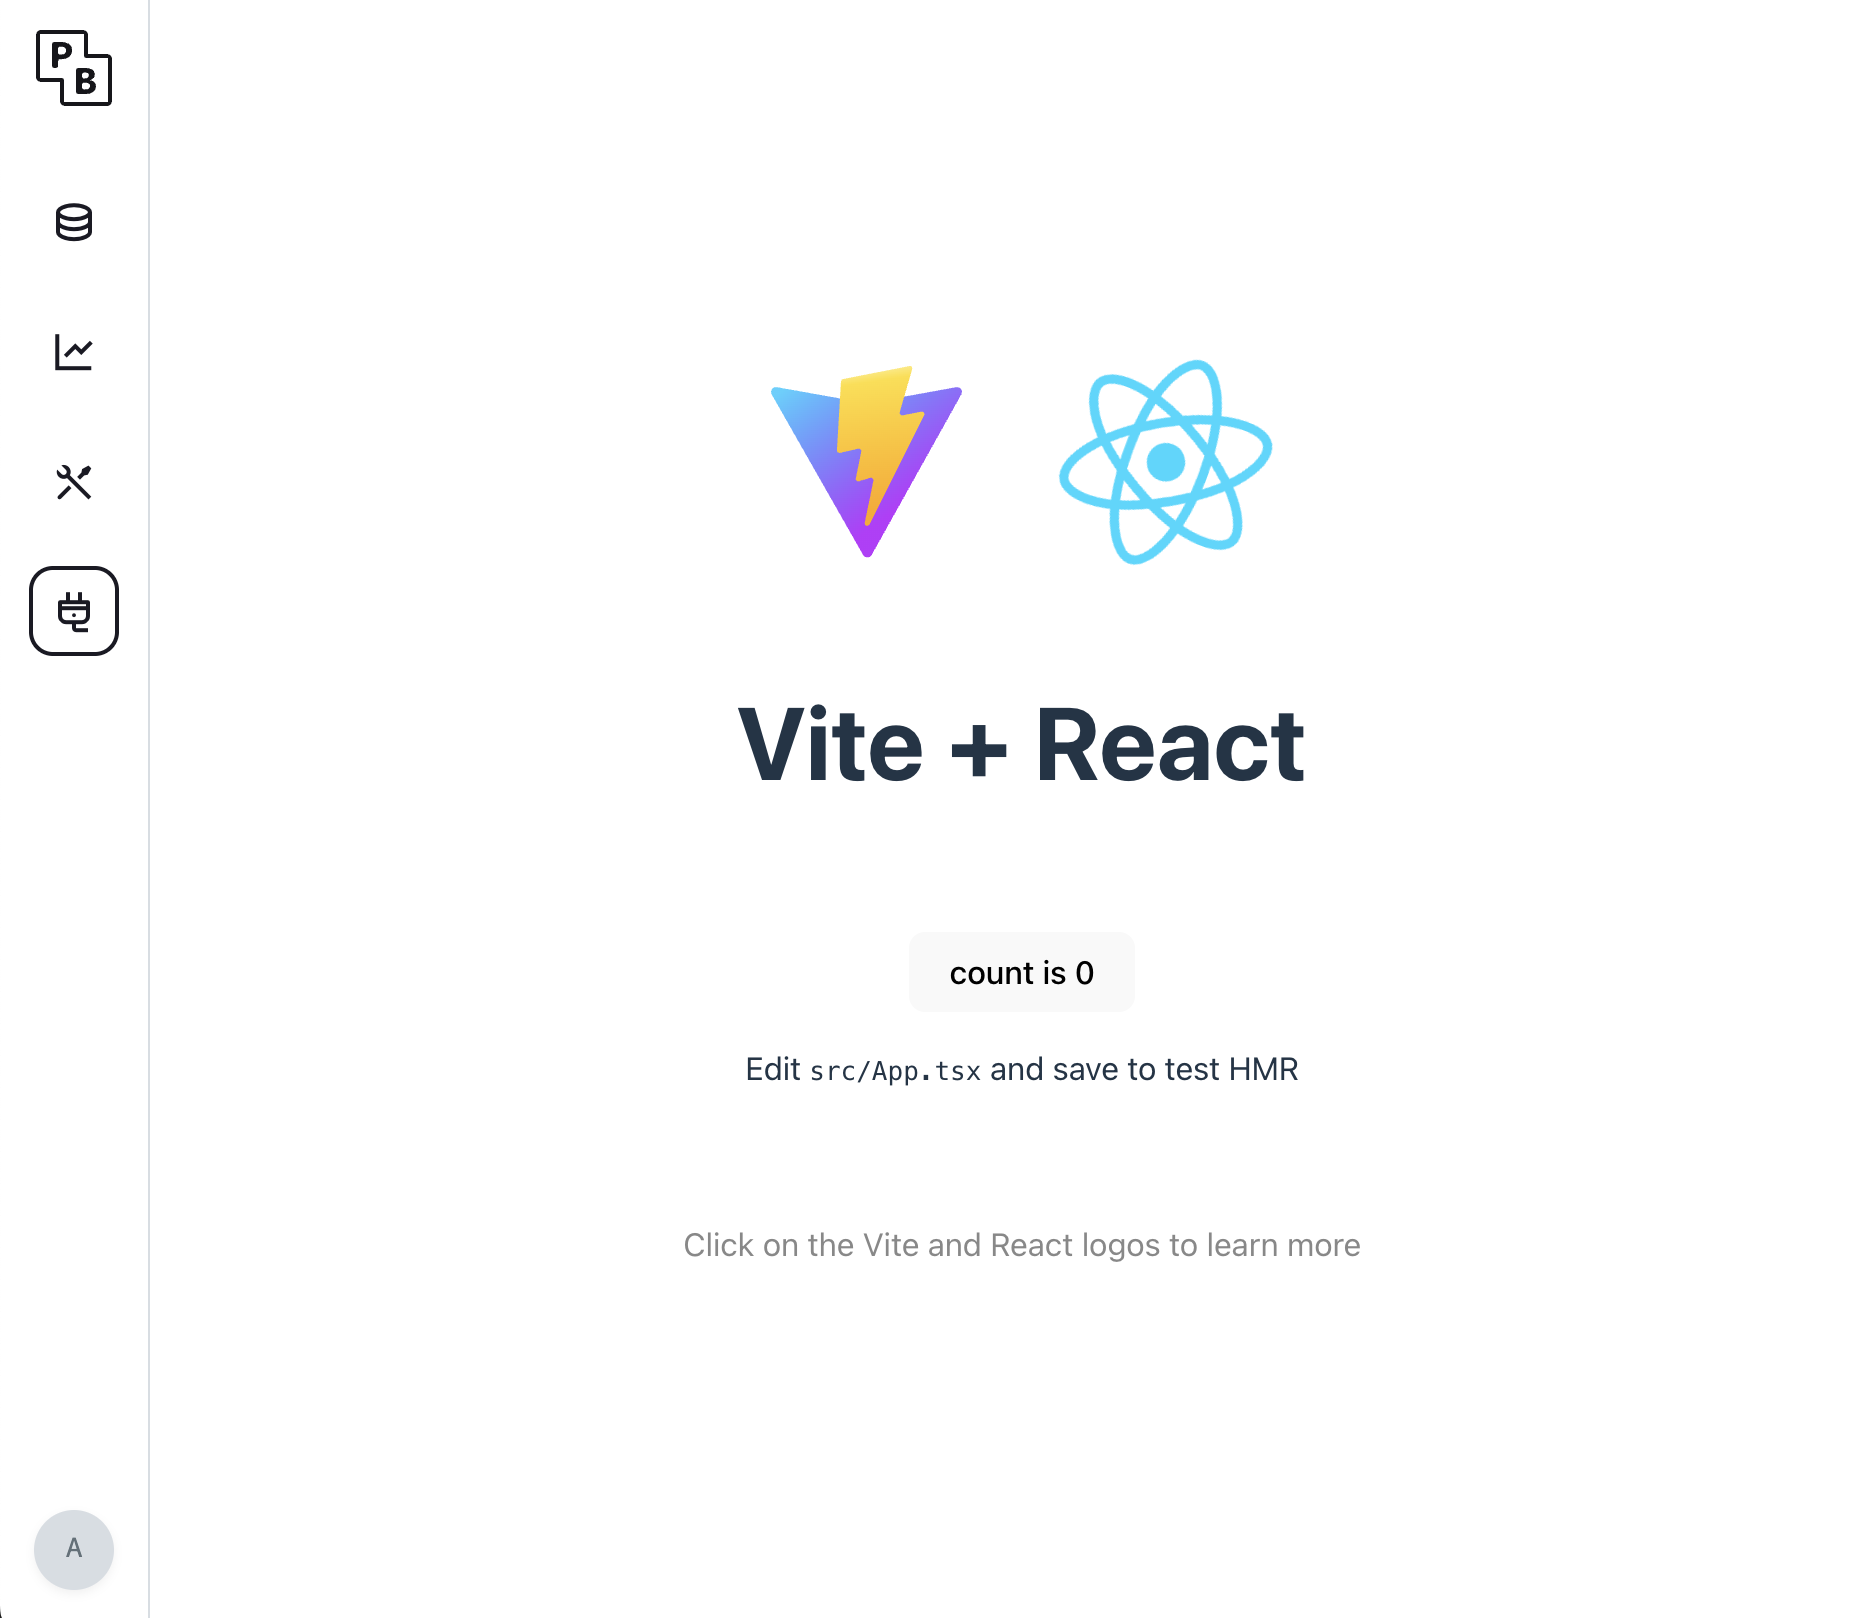 P
B
Vite + React
count is 0
Edit src/App.tsx and save to test HMR
Click on the Vite and React logos to learn more
A